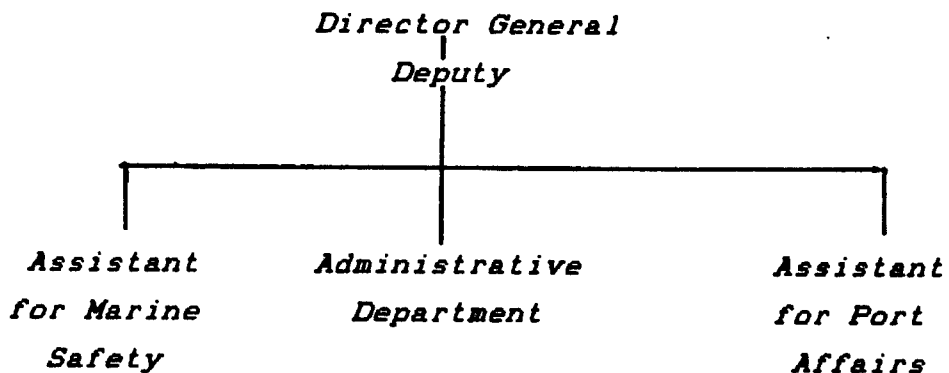 Director General
Deputy
Assistant for Marine Safety
Administrative Department
Assistant for Port Affairs